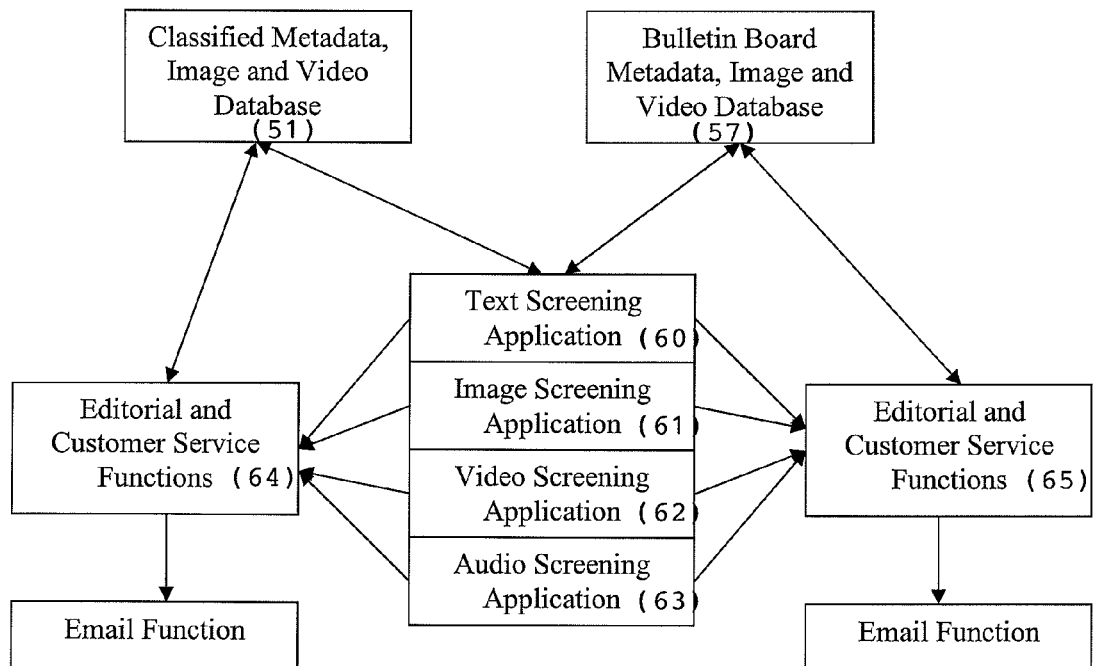 Classified Metadata,
Image and Video
Database
(51)
Bulletin Board
Metadata, Image and
Video Database
(57)
Text Screening
Application (60)
Image Screening
Application (61)
Video Screening
Application (62)
Audio Screening
Application (63)
Editorial and
Customer Service
Functions (64)
Editorial and
Customer Service
Functions (65)
Email Function
Email Function